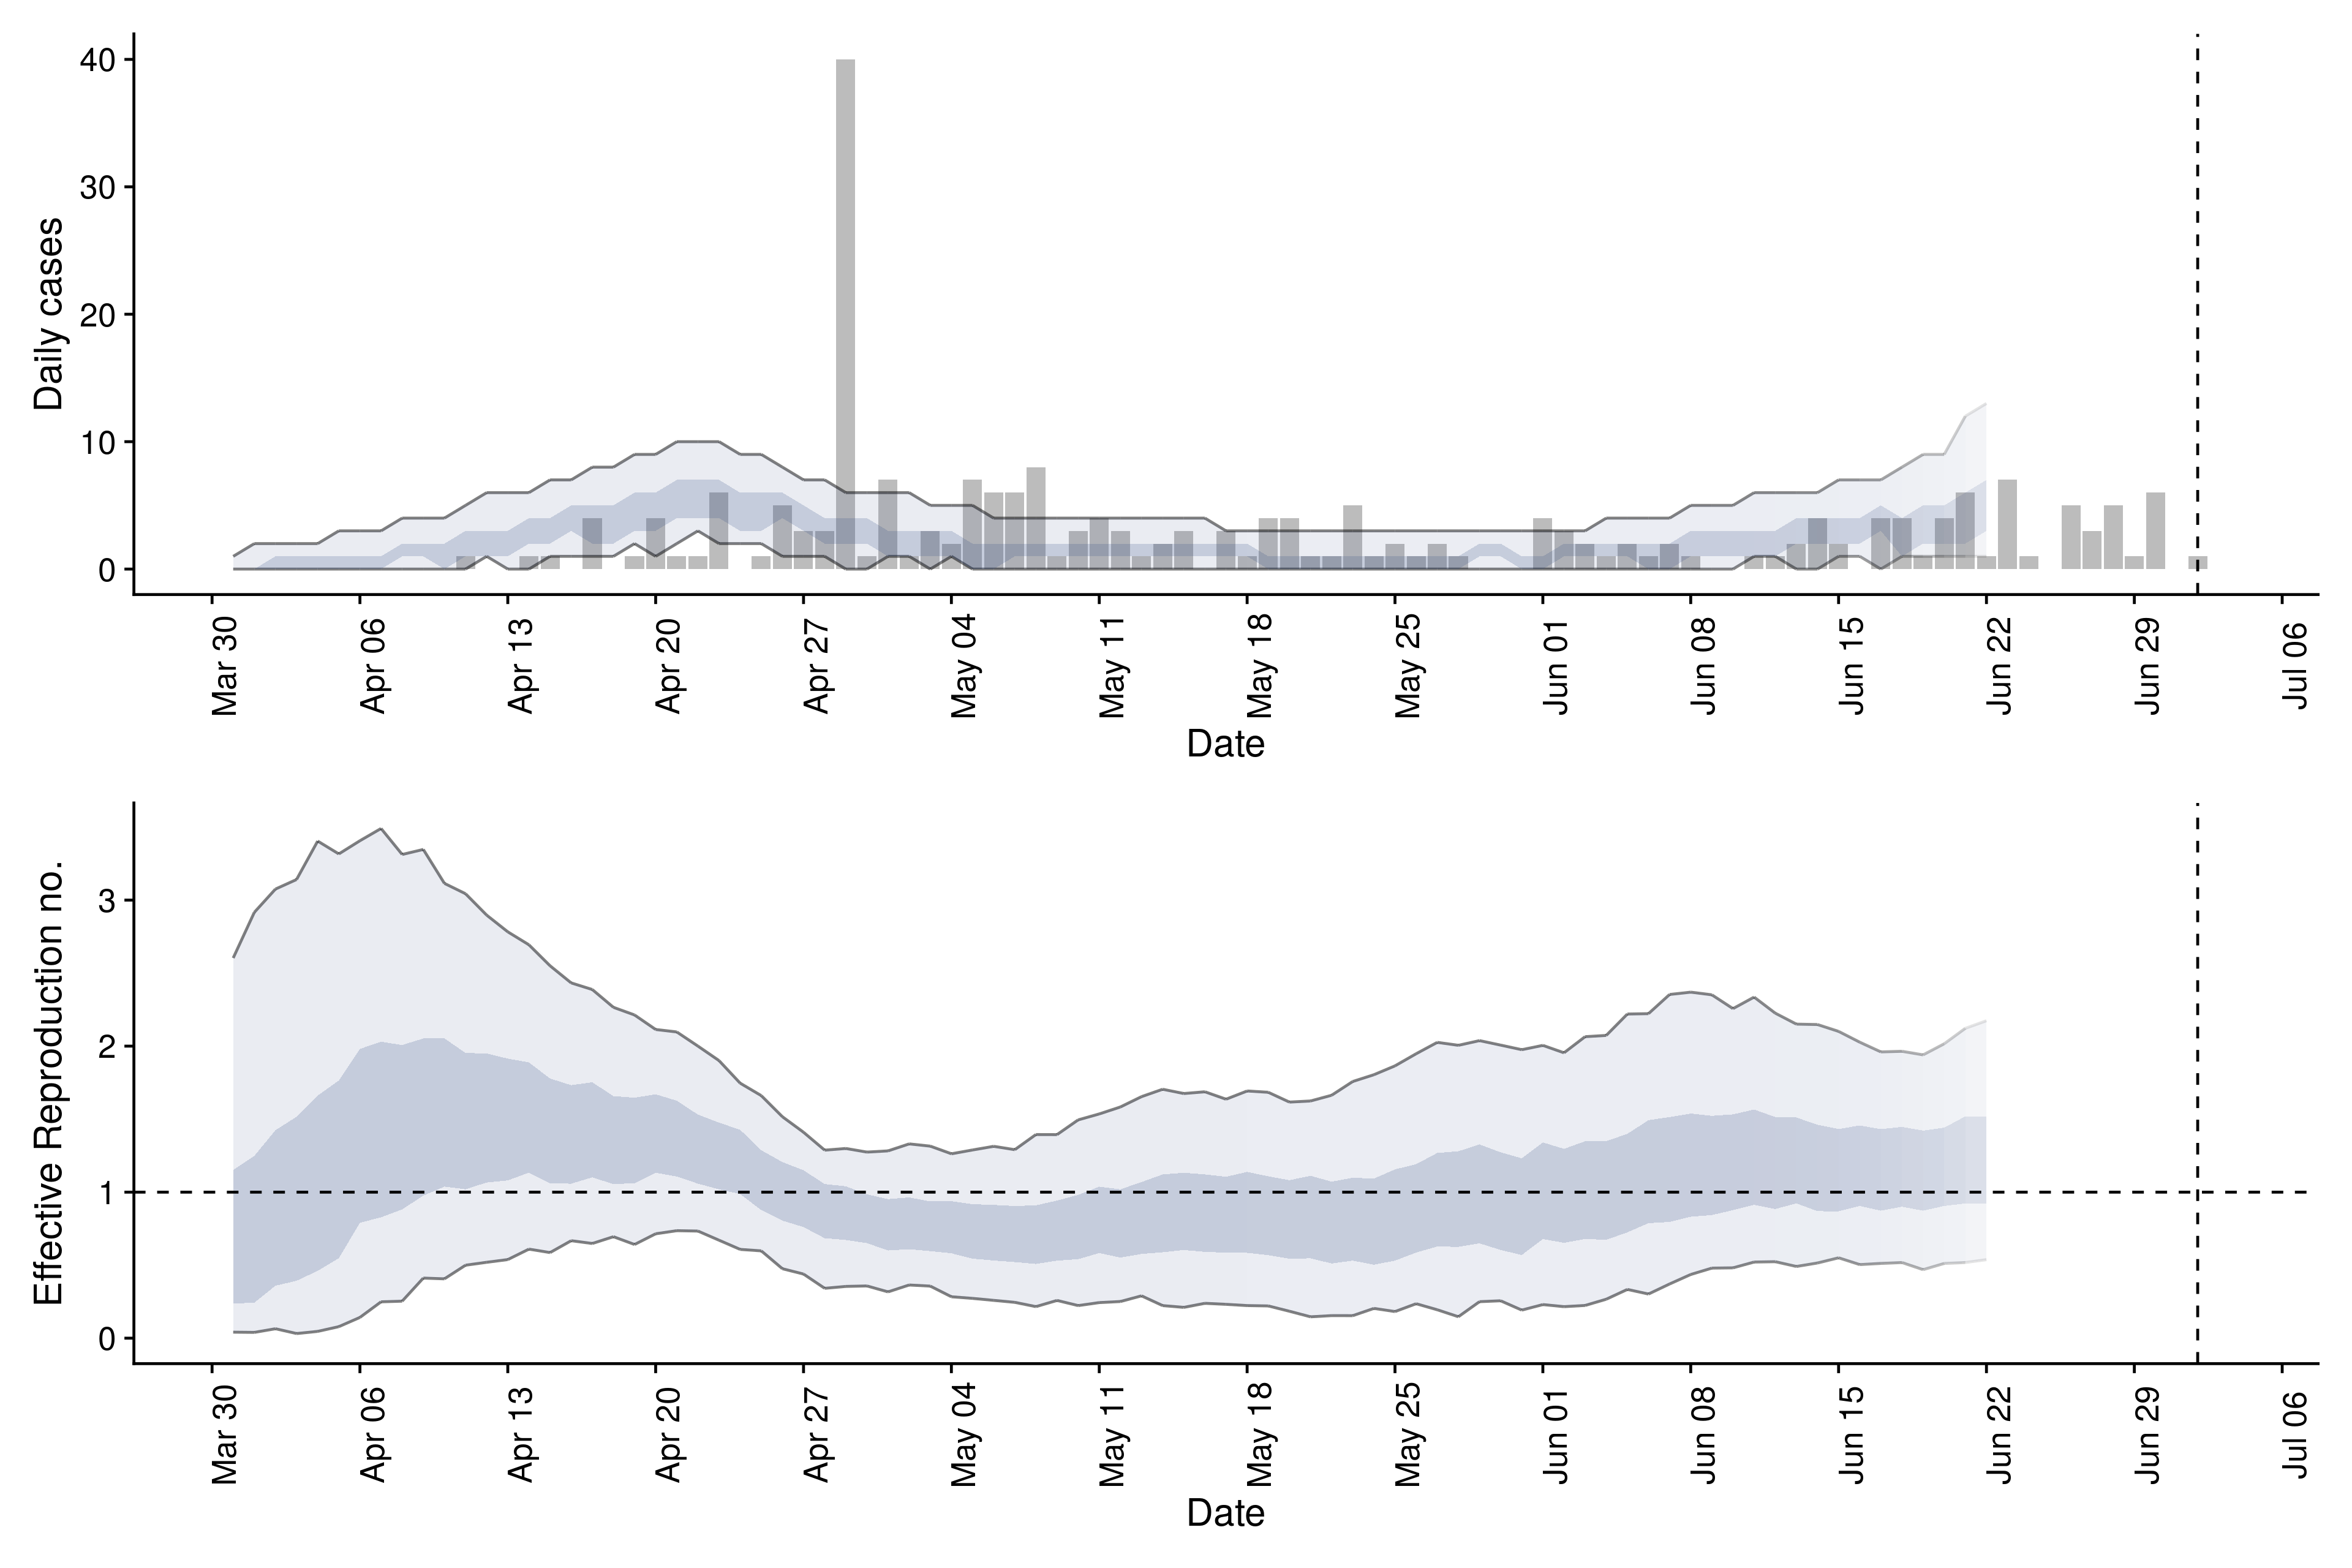 Daily cases
40
30
20
10
0
Mar 30
Apr 06
Apr 13
Apr 20
Apr 27
May 04
May 11
May 18
May 25
Jun 01
Jun 08
Jun 15
Jun 22
Jun 29
Jul 06
Date
Effective Reproduction no.
3
2
1
0
Mar 30
Apr 06
Apr 13
Apr 20
Apr 27
May 04
May 11
May 18
May 25
Jun 01
Jun 08
Jun 15
Jun 22
Jun 29
Jul 06
Date